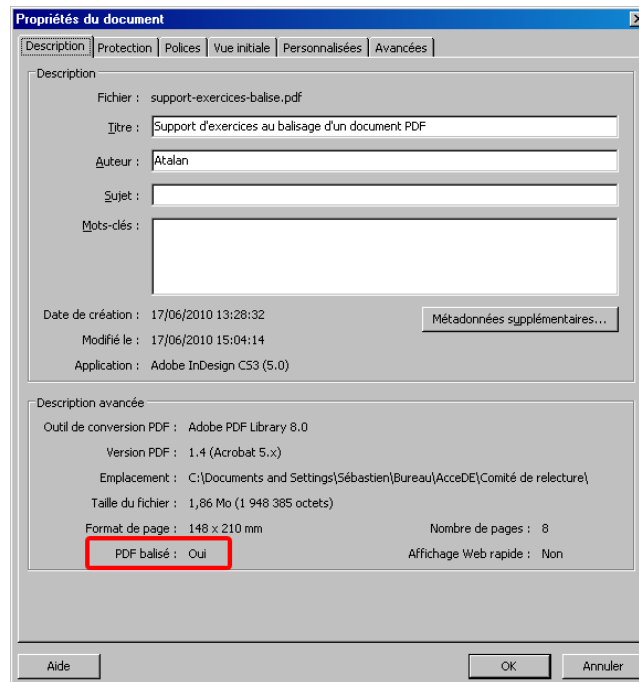 Propriétés du document
Description Protection Polices Vue initiale Personnalisées Avancées
Description
Fichier : support-exercices-balise.pdf
Titre : Support d'exercices au balisage d'un document PDF
Auteur : Atalan
Sujet :
Mots-clés :
Date de création : 17/06/2010 13:28:32
Métadonnées supplémentaires...
Modifié le : 17/06/2010 15:04:14
Application : Adobe InDesign CS3 (5.0)
Description avancée
Outil de conversion PDF : Adobe PDF Library 8.0
Version PDF : 1.4 (Acrobat 5.x)
Emplacement : C:\Documents and Settings\Sébastien\Bureau\AcceDE\Comité de relecture\
Taille du fichier : 1,86 Mo (1 948 385 octets)
Format de page : 148 x 210 mm Nombre de pages : 8
PDF balisé : Oui Affichage Web rapide : Non
Aide OK Annuler